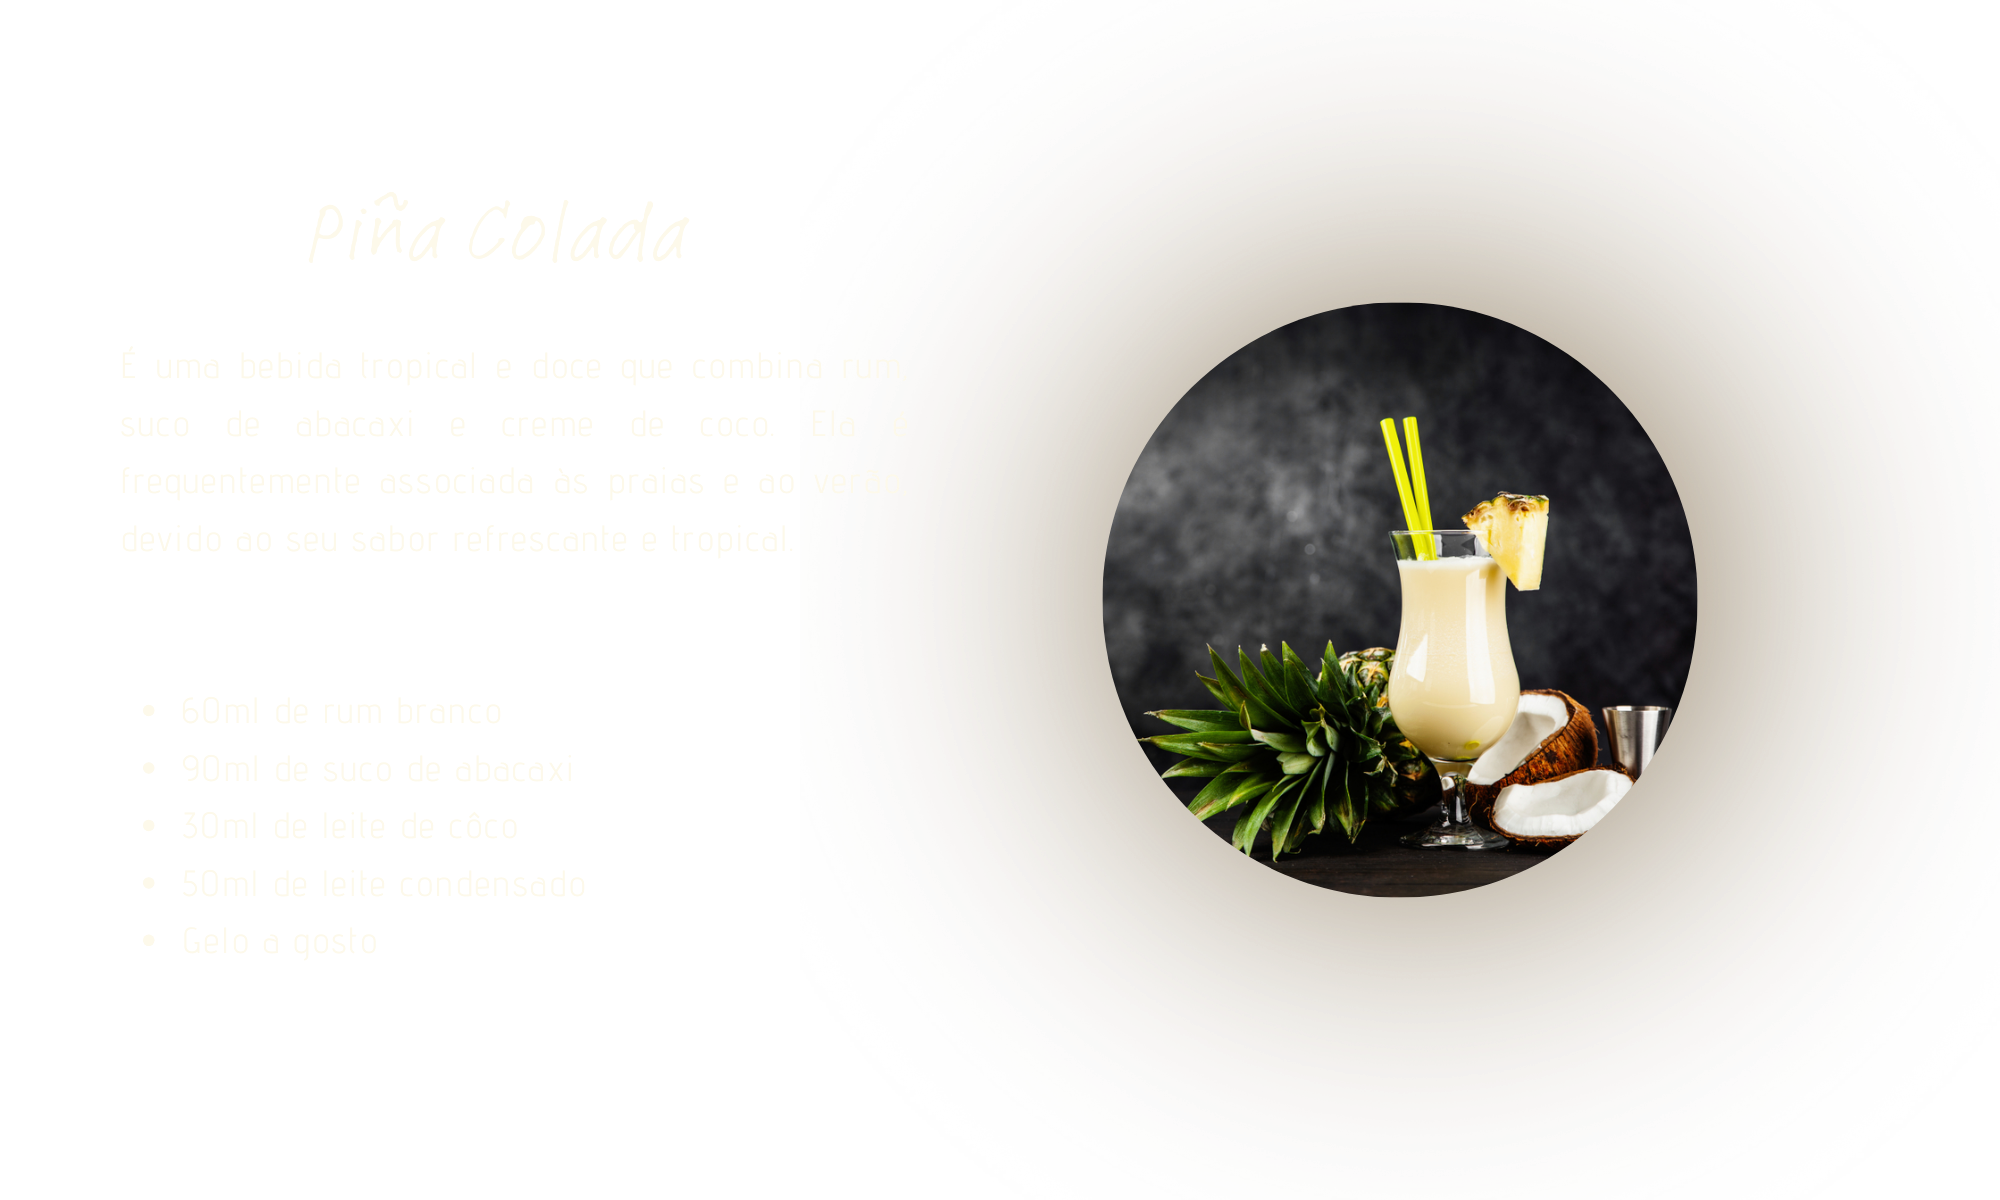 Piña Colada
É uma bebida tropical e doce que combina rum,
suco de abacaxi e creme de coco. Ela é
frequentemente associada às praias e ao verão,
devido ao seu sabor refrescante e tropical.
• 60ml de rum branco
• 90ml de suco de abacaxi
• 30ml de leite de côco
• 50ml de leite condensado
• Gelo a gosto